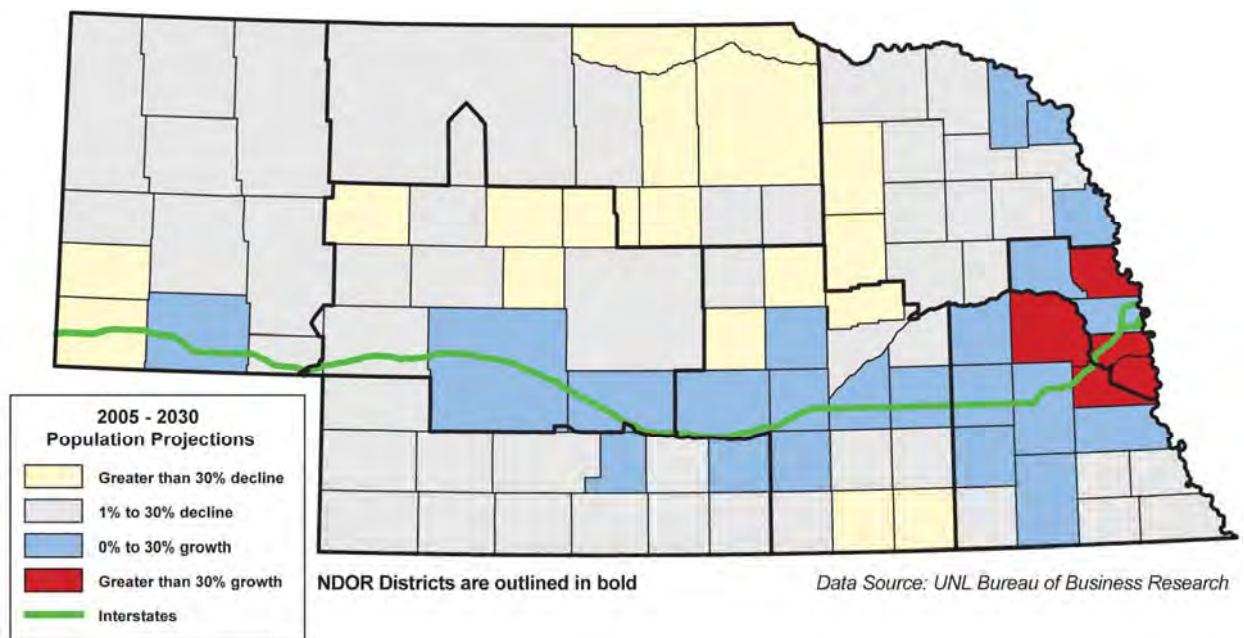 2005 - 2030
Population Projections
Greater than 30% decline
1% to 30% decline
0% to 30% growth
Greater than 30% growth
Interstates
NDOR Districts are outlined in bold
Data Source: UNL Bureau of Business Research